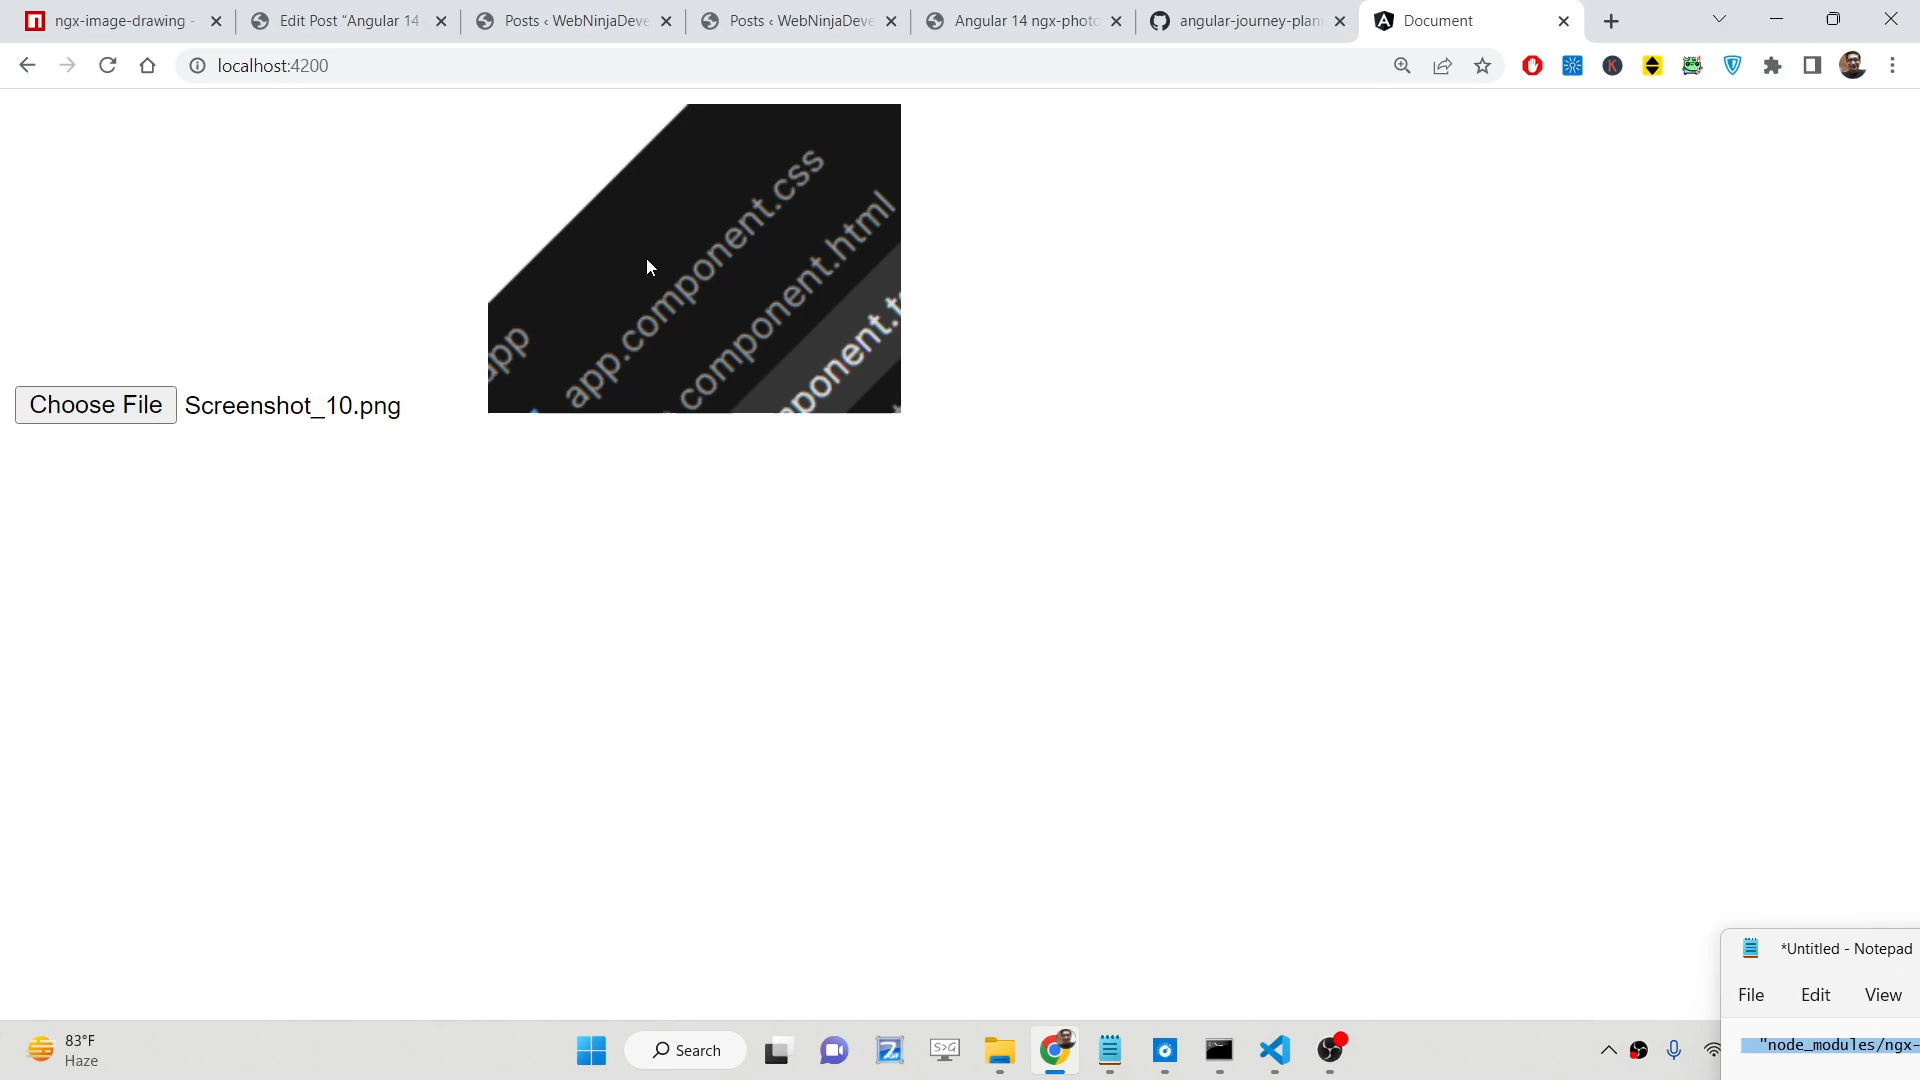 ngx-image-drawing -
Edit Post "Angular 14
Posts ‹ WebNinjaDeve
Posts ‹ WebNinjaDeve
Angular 14 ngx-photo
angular-journey-plan
Document
localhost:4200
app
app.component.css
component.html
ponent.t
Choose File Screenshot_10.png
*Untitled - Notepad
File Edit View
"node_modules/ngx-
83°F
Haze
Search